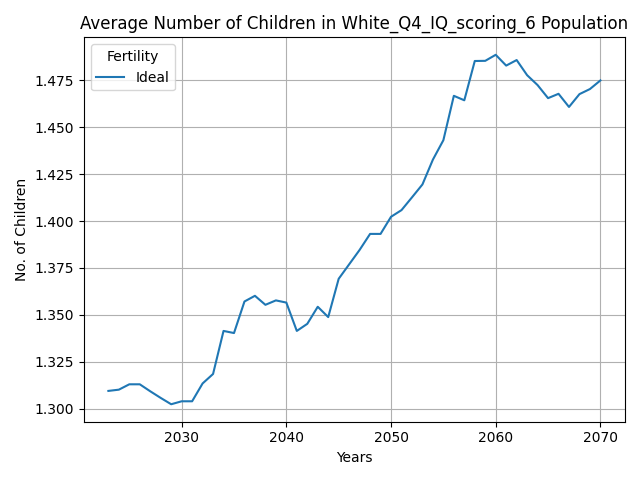 Average Number of Children in White_Q4_IQ_scoring_6 Population
Fertility
Ideal
No. of Children
1.475
1.450
1.425
1.400
1.375
1.350
1.325
1.300
2030
2040
2050
2060
2070
Years